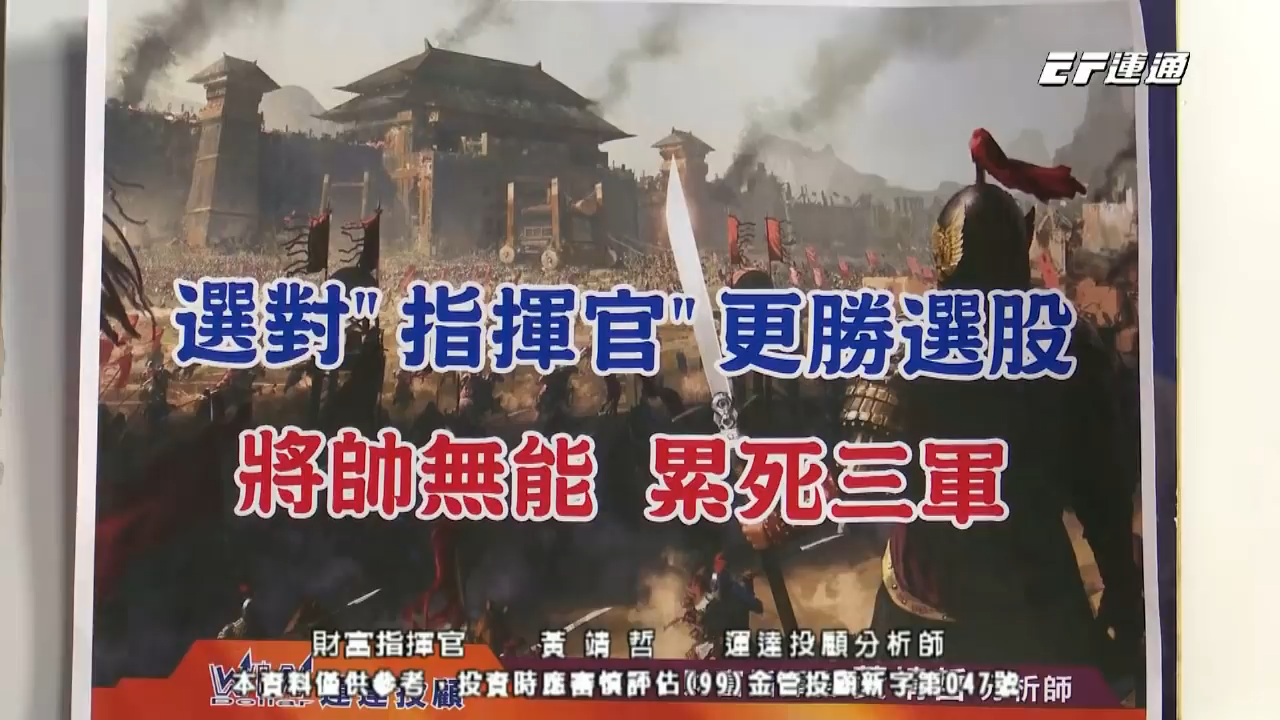 EF運通
選對"指揮官"更勝選股
將帥無能 累死三軍
財富指揮官 黃靖哲 運達投顧分析師
本資料僅供參考，投資時應審慎評估(99)金管投顧新字第047號
運達投顧
分析師